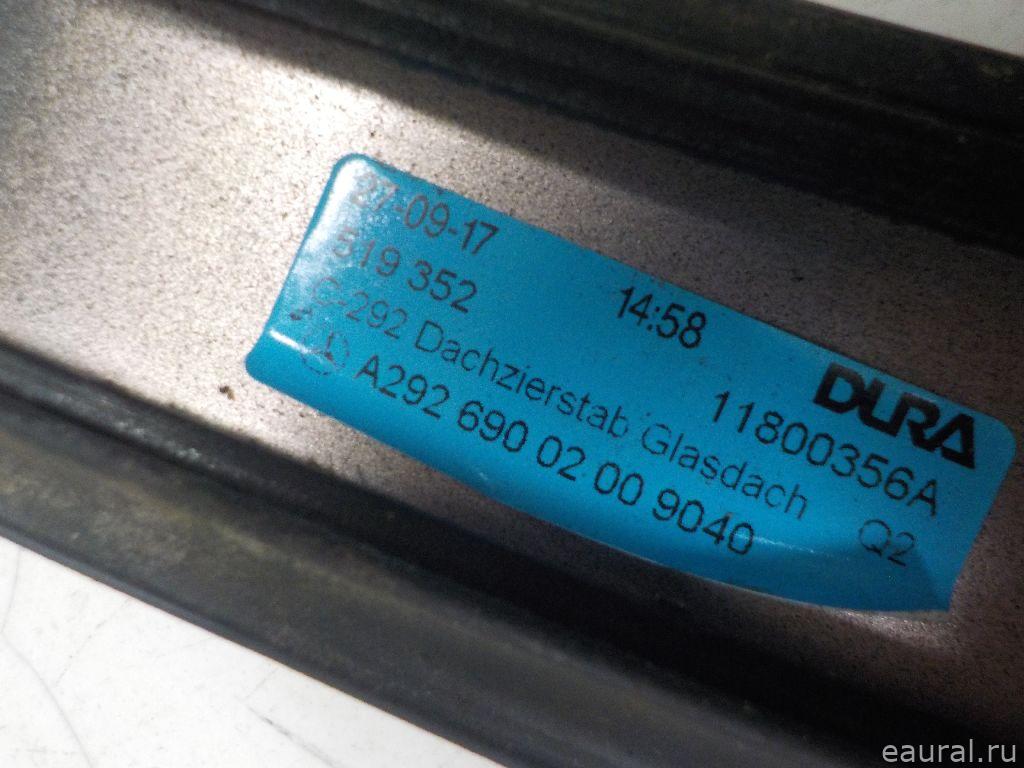 27-09-17 14:58 DURA
519 352 11800356A
C-292 Dachzierstab Glasdach Q2
A292 690 02 00 9040
eaural.ru